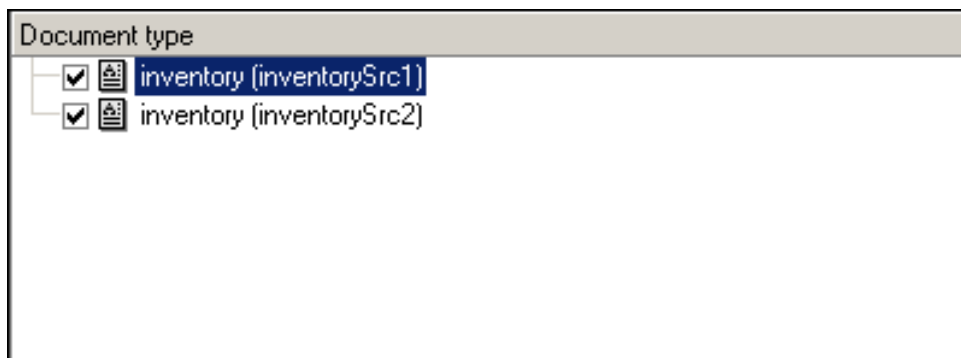 Document type
inventory (inventorySrc1)
inventory (inventorySrc2)